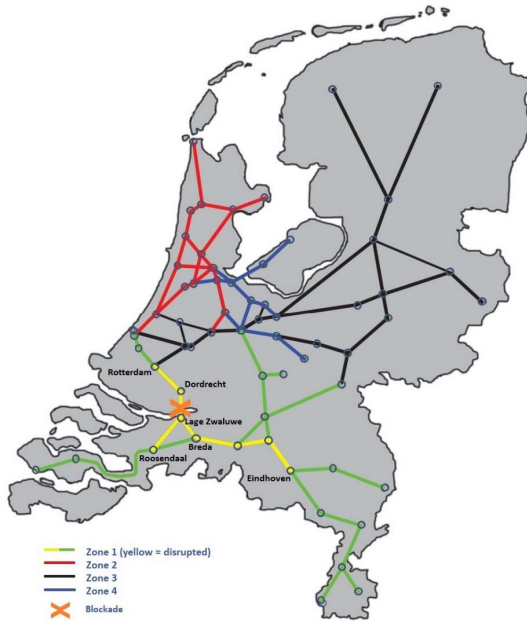 Rotterdam
Dordrecht
Lage Zwaluwe
Breda
Roosendaal
Eindhoven
Zone 1 (yellow = disrupted)
Zone 2
Zone 3
Zone 4
Blockade